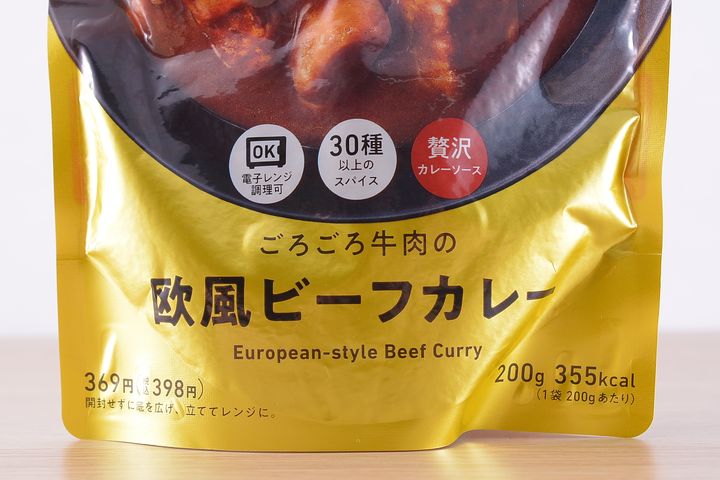 OK
電子レンジ
調理可
30種
以上の
スパイス
贅沢
カレーソース
ごろごろ牛肉の
欧風ビーフカレー
European-style Beef Curry
369円(税込398円)
開封せずに底を広げ、立ててレンジに。
200g 355kcal
(1袋 200gあたり)